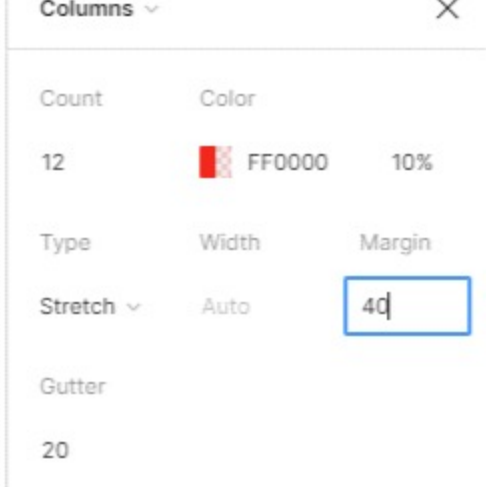 Columns
Count Color
12 FF0000 10%
Type Width Margin
Stretch Auto 40
Gutter
20